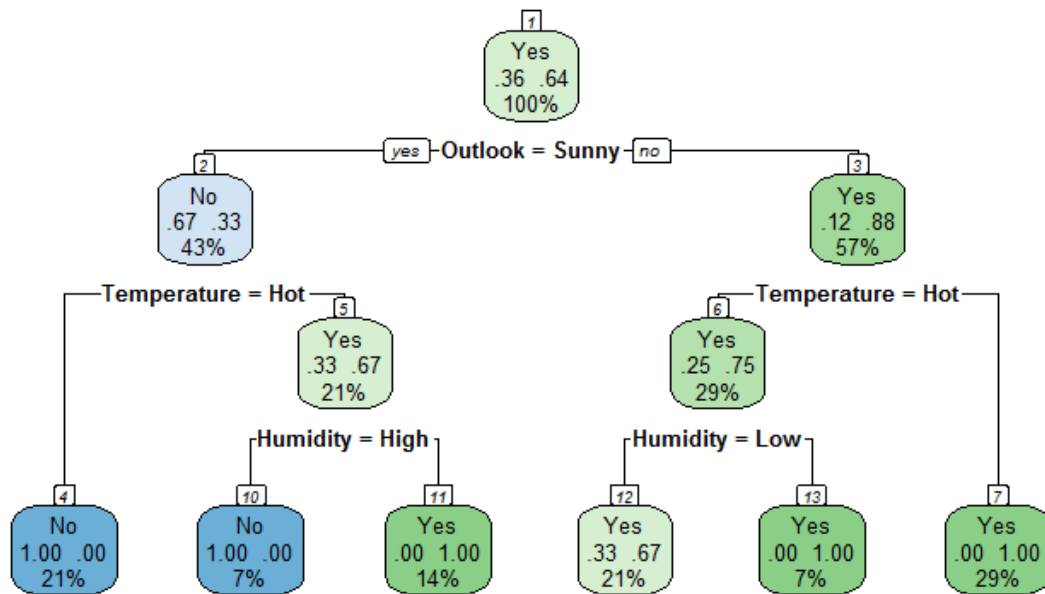 1
Yes
.36 .64
100%
yes Outlook = Sunny no
2
No
.67 .33
43%
3
Yes
.12 .88
57%
Temperature = Hot
Temperature = Hot
5
Yes
.33 .67
21%
6
Yes
.25 .75
29%
Humidity = High
Humidity = Low
4
No
1.00 .00
21%
10
No
1.00 .00
7%
11
Yes
.00 1.00
14%
12
Yes
.33 .67
21%
13
Yes
.00 1.00
7%
7
Yes
.00 1.00
29%